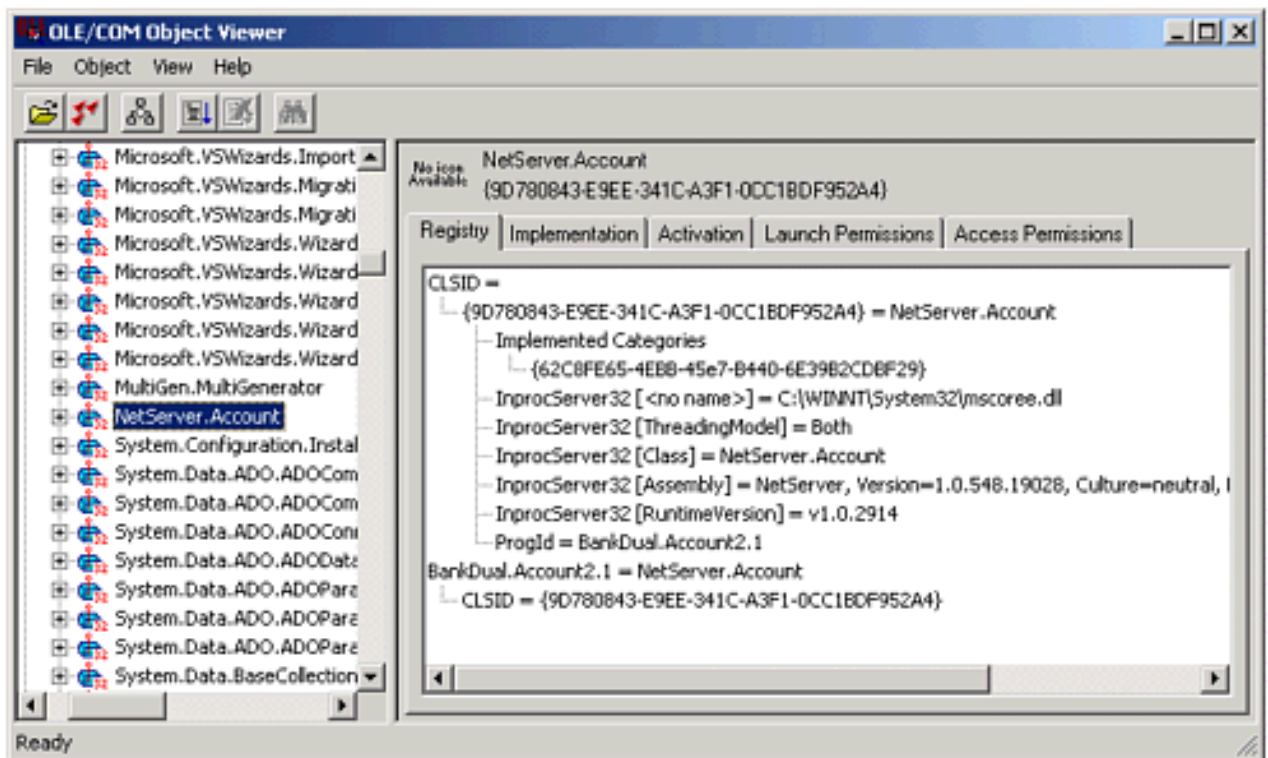 OLE/COM Object Viewer
File Object View Help
Microsoft.VSWizards.Import
Microsoft.VSWizards.Migrati
Microsoft.VSWizards.Migrati
Microsoft.VSWizards.Wizard
Microsoft.VSWizards.Wizard
Microsoft.VSWizards.Wizard
Microsoft.VSWizards.Wizard
Microsoft.VSWizards.Wizard
MultiGen.MultiGenerator
NetServer.Account
System.Configuration.Instal
System.Data.ADO.ADOCom
System.Data.ADO.ADOCom
System.Data.ADO.ADOConn
System.Data.ADO.ADOData
System.Data.ADO.ADOPara
System.Data.ADO.ADOPara
System.Data.ADO.ADOPara
System.Data.BaseCollection
No icon Available
NetServer.Account
{9D780843-E9EE-341C-A3F1-0CC1BDF952A4}
Registry Implementation Activation Launch Permissions Access Permissions
CLSID =
{9D780843-E9EE-341C-A3F1-0CC1BDF952A4} = NetServer.Account
Implemented Categories
{62C8FE65-4EBB-45e7-B440-6E39B2CDBF29}
InprocServer32 [<no name>] = C:\WINNT\System32\mscoree.dll
InprocServer32 [ThreadingModel] = Both
InprocServer32 [Class] = NetServer.Account
InprocServer32 [Assembly] = NetServer, Version=1.0.548.19028, Culture=neutral,
InprocServer32 [RuntimeVersion] = v1.0.2914
ProgId = BankDual.Account2.1
BankDual.Account2.1 = NetServer.Account
CLSID = {9D780843-E9EE-341C-A3F1-0CC1BDF952A4}
Ready